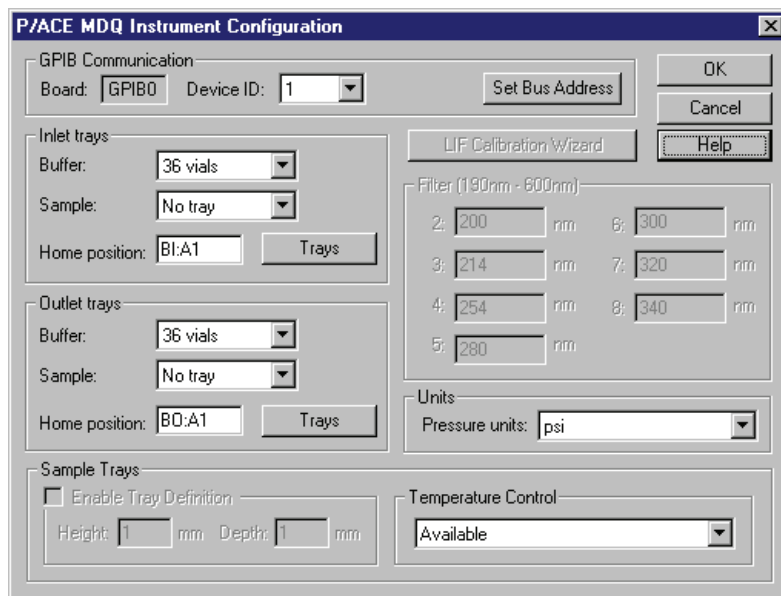 P/ACE MDQ Instrument Configuration
GPIB Communication
Board: GPIB0 Device ID: 1 Set Bus Address
OK
Cancel
Help
Inlet trays
Buffer: 36 vials
Sample: No tray
Home position: BI:A1 Trays
LIF Calibration Wizard
Filter (190nm - 600nm)
2: 200 nm 6: 300 nm
3: 214 nm 7: 320 nm
4: 254 nm 8: 340 nm
5: 280 nm
Outlet trays
Buffer: 36 vials
Sample: No tray
Home position: BO:A1 Trays
Units
Pressure units: psi
Sample Trays
Enable Tray Definition
Height: 1 mm Depth: 1 mm
Temperature Control
Available